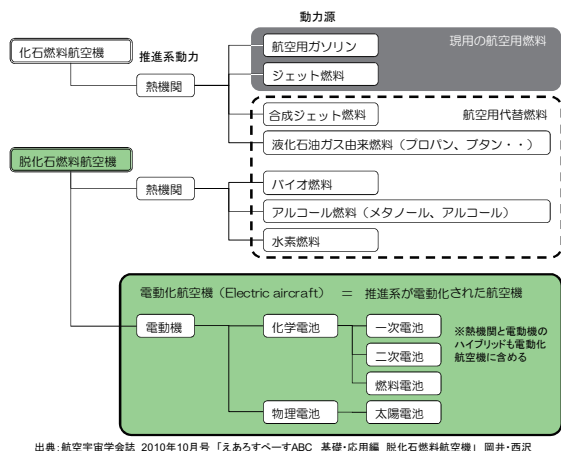 動力源
化石燃料航空機
推進系動力
熱機関
航空用ガソリン
現用の航空用燃料
ジェット燃料
合成ジェット燃料
航空用代替燃料
液化石油ガス由来燃料（プロパン、ブタン・・）
脱化石燃料航空機
熱機関
バイオ燃料
アルコール燃料（メタノール、アルコール）
水素燃料
電動化航空機（Electric aircraft） ＝ 推進系が電動化された航空機
電動機
化学電池
一次電池
二次電池
燃料電池
※熱機関と電動機の
ハイブリッドも電動化
航空機に含める
物理電池
太陽電池
出典：航空宇宙学会誌 2010年10月号 「えあろすぺーすABC 基礎・応用編 脱化石燃料航空機」 岡井・西沢